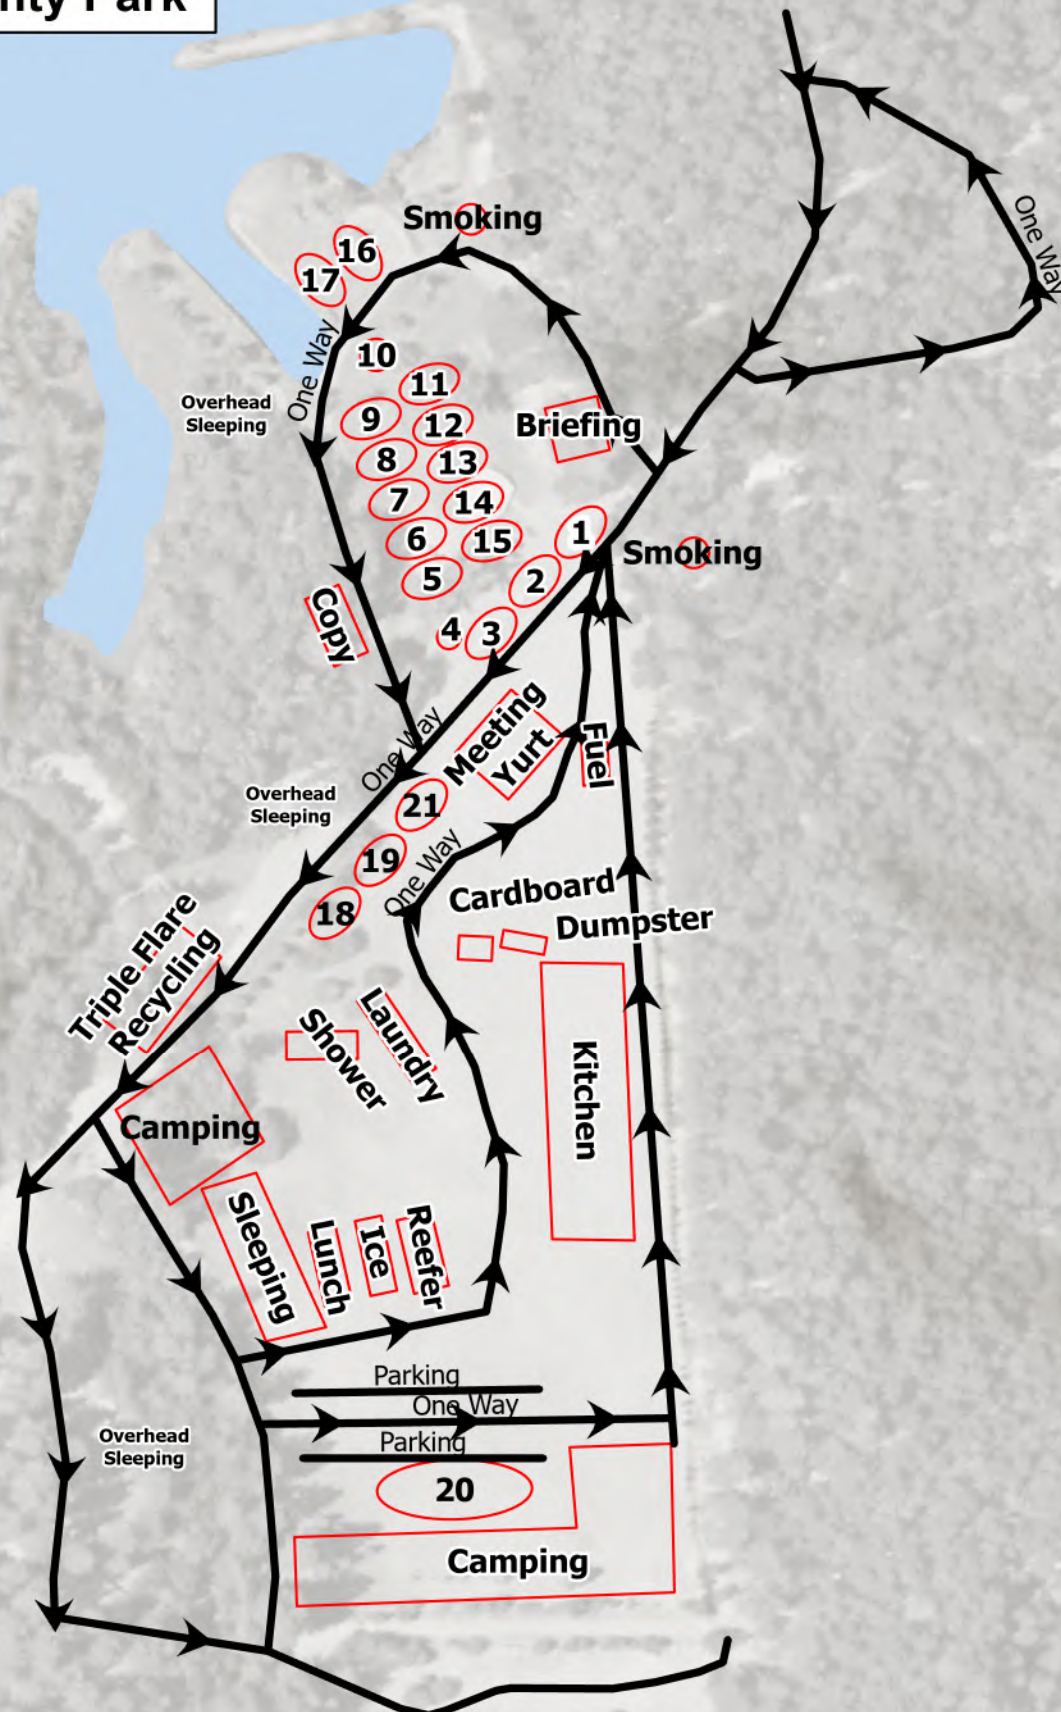 Park
One Way
Smoking
16
17
10
One Way
11
Overhead
Sleeping
9
12
Briefing
8
13
7
14
1
6
15
Smoking
5
2
Copy
4
3
Meeting
Yurt
Fuel
One Way
Overhead
Sleeping
21
19
One Way
18
Cardboard
Dumpster
Triple Flare
Recycling
Shower
Laundry
Kitchen
Camping
Sleeping
Lunch
Ice
Reefer
Parking
One Way
Parking
Overhead
Sleeping
20
Camping